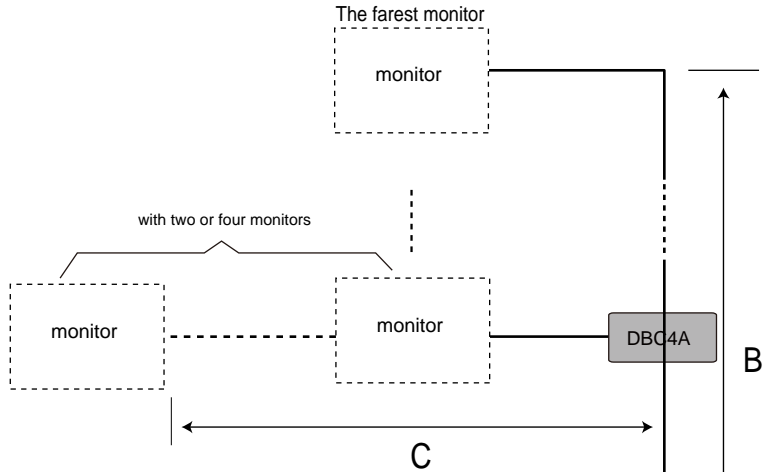 The farest monitor
monitor
with two or four monitors
monitor
monitor
DBC4A
B
C